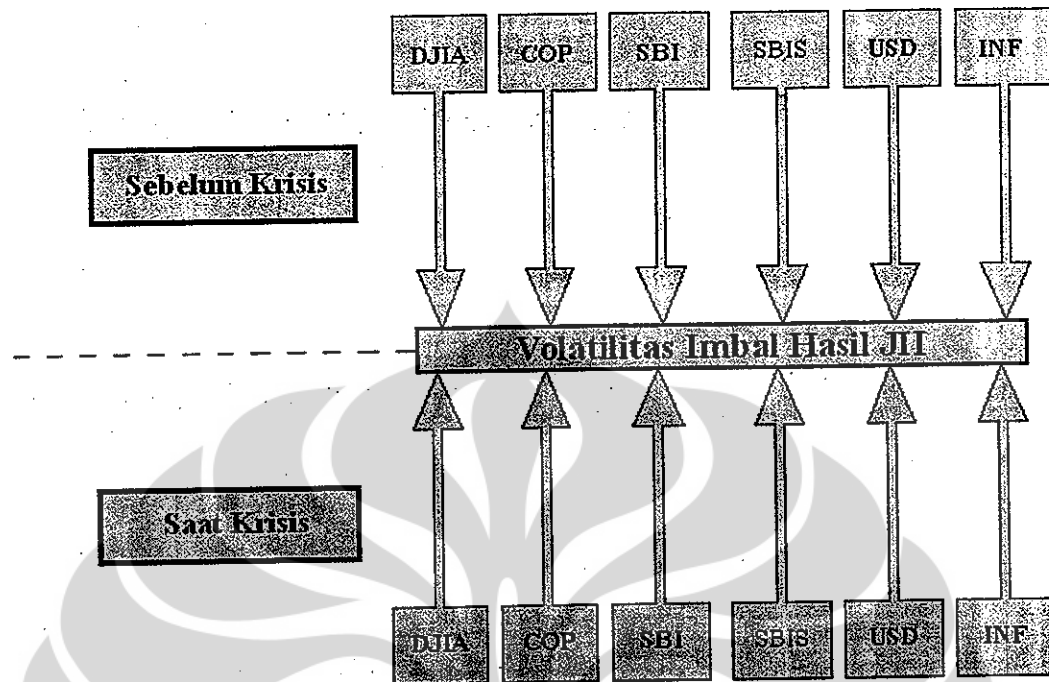 DJIA COP SBI SBIS USD INF
Sebelum Krisis
Volatilitas Imbal Hasil JII
Saat Krisis
DJIA COP SBI SBIS USD INF